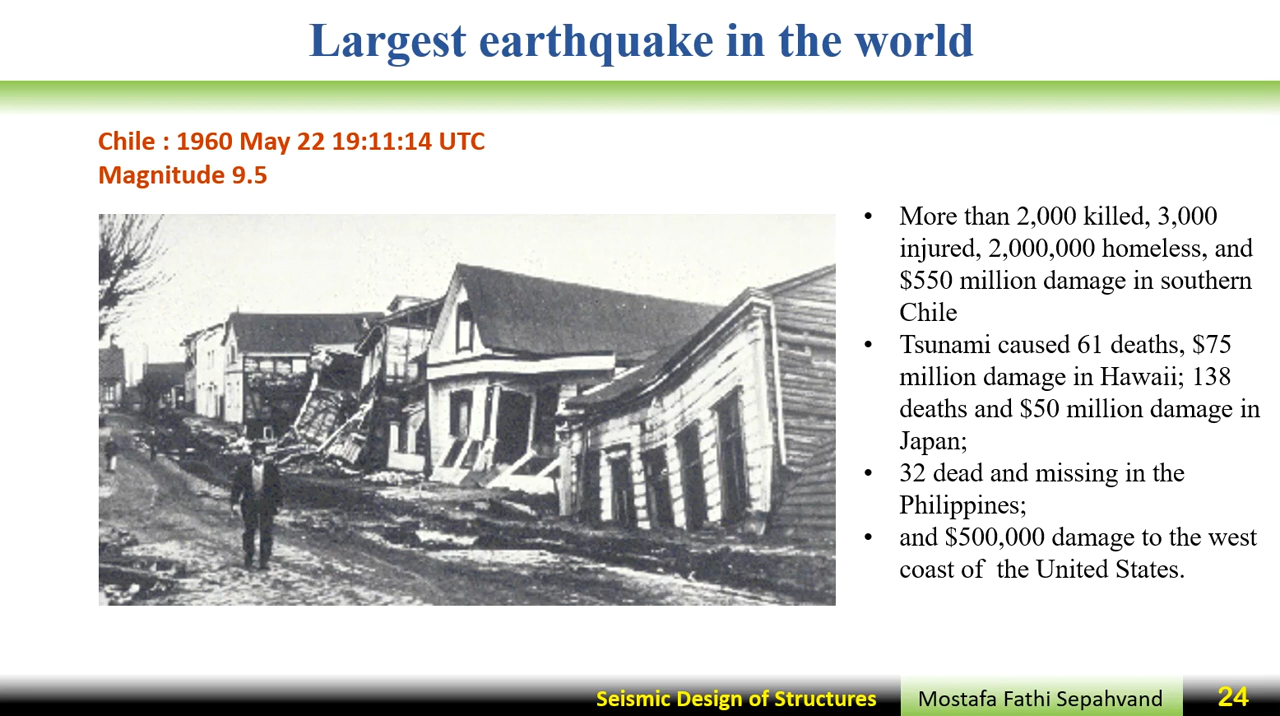 Largest earthquake in the world
Chile : 1960 May 22 19:11:14 UTC
Magnitude 9.5
• More than 2,000 killed, 3,000
injured, 2,000,000 homeless, and
$550 million damage in southern
Chile
• Tsunami caused 61 deaths, $75
million damage in Hawaii; 138
deaths and $50 million damage in
Japan;
• 32 dead and missing in the
Philippines;
• and $500,000 damage to the west
coast of  the United States.
Seismic Design of Structures
Mostafa Fathi Sepahvand
24